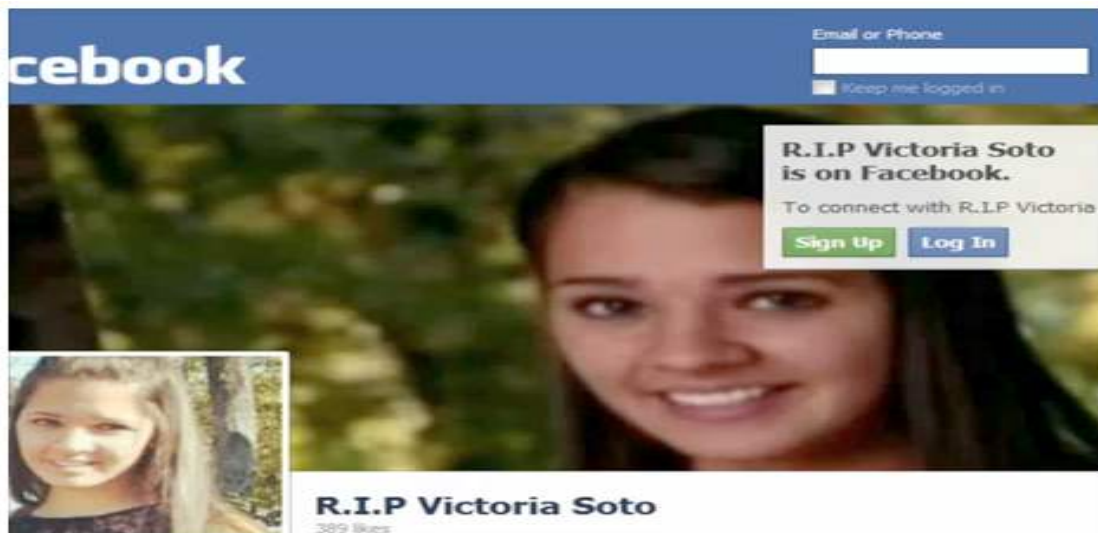 cebook
Email or Phone
Keep me logged in
R.I.P Victoria Soto
is on Facebook.
To connect with R.I.P Victoria
Sign Up Log In
R.I.P Victoria Soto
389 likes